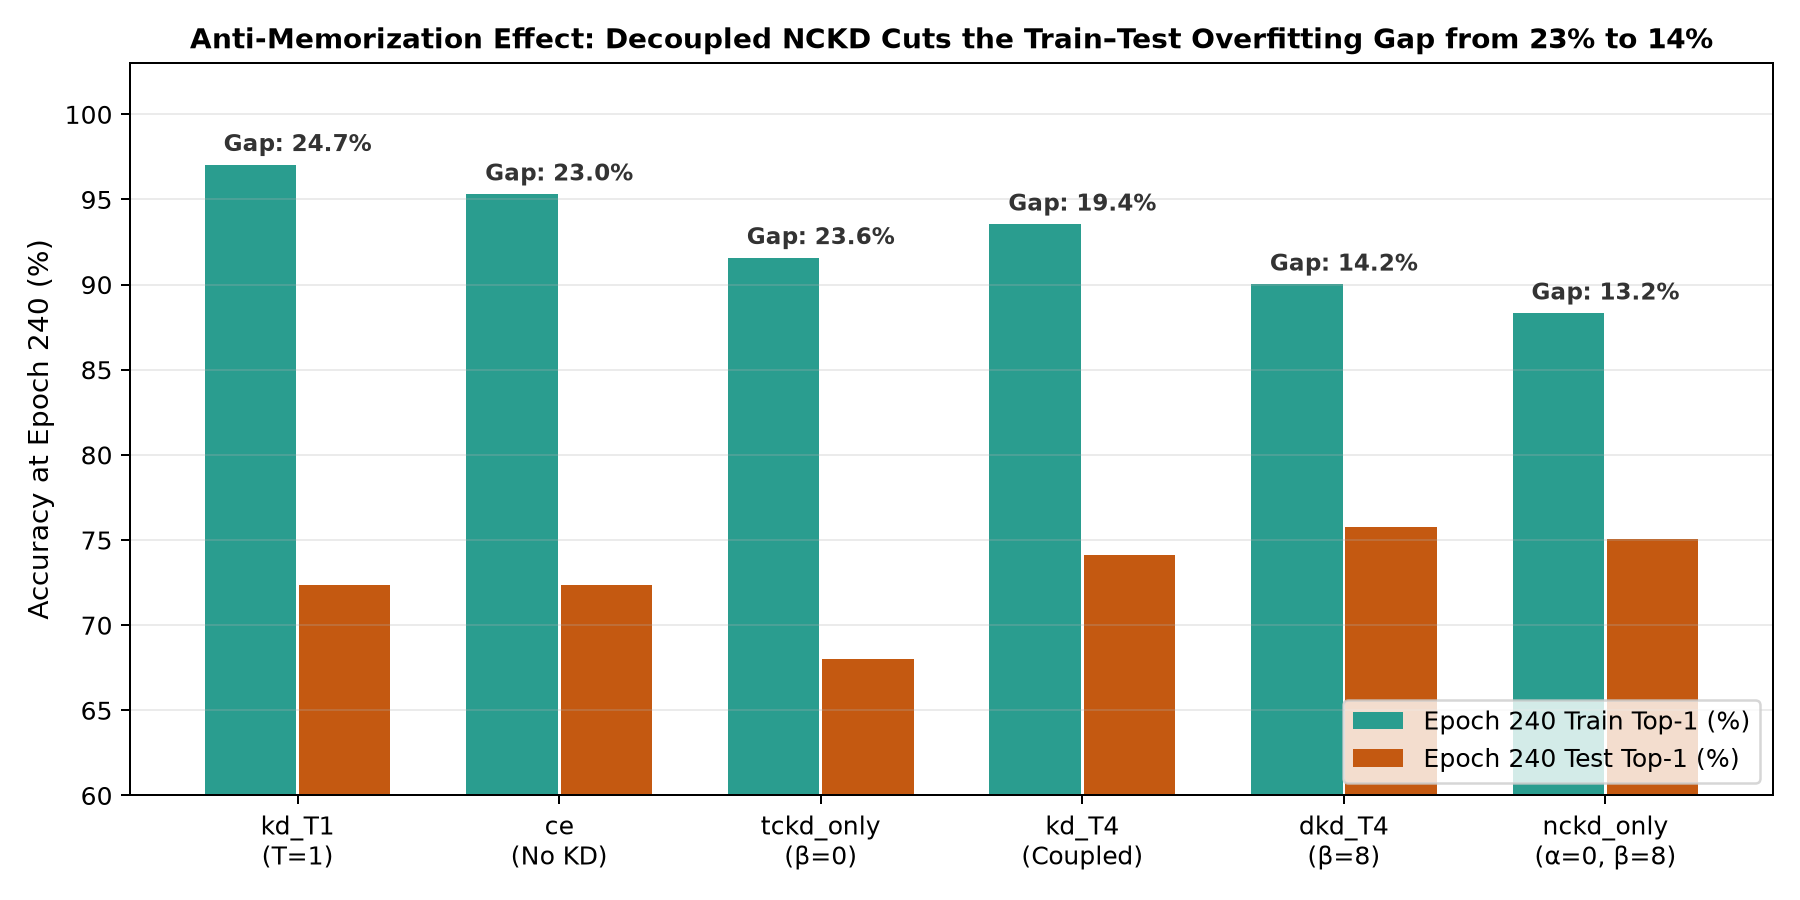 Anti-Memorization Effect: Decoupled NCKD Cuts the Train–Test Overfitting Gap from 23% to 14%
Accuracy at Epoch 240 (%)
100
95
90
85
80
75
70
65
60
Gap: 24.7%
Gap: 23.0%
Gap: 23.6%
Gap: 19.4%
Gap: 14.2%
Gap: 13.2%
Epoch 240 Train Top-1 (%)
Epoch 240 Test Top-1 (%)
kd_T1
(T=1)
ce
(No KD)
tckd_only
(β=0)
kd_T4
(Coupled)
dkd_T4
(β=8)
nckd_only
(α=0, β=8)